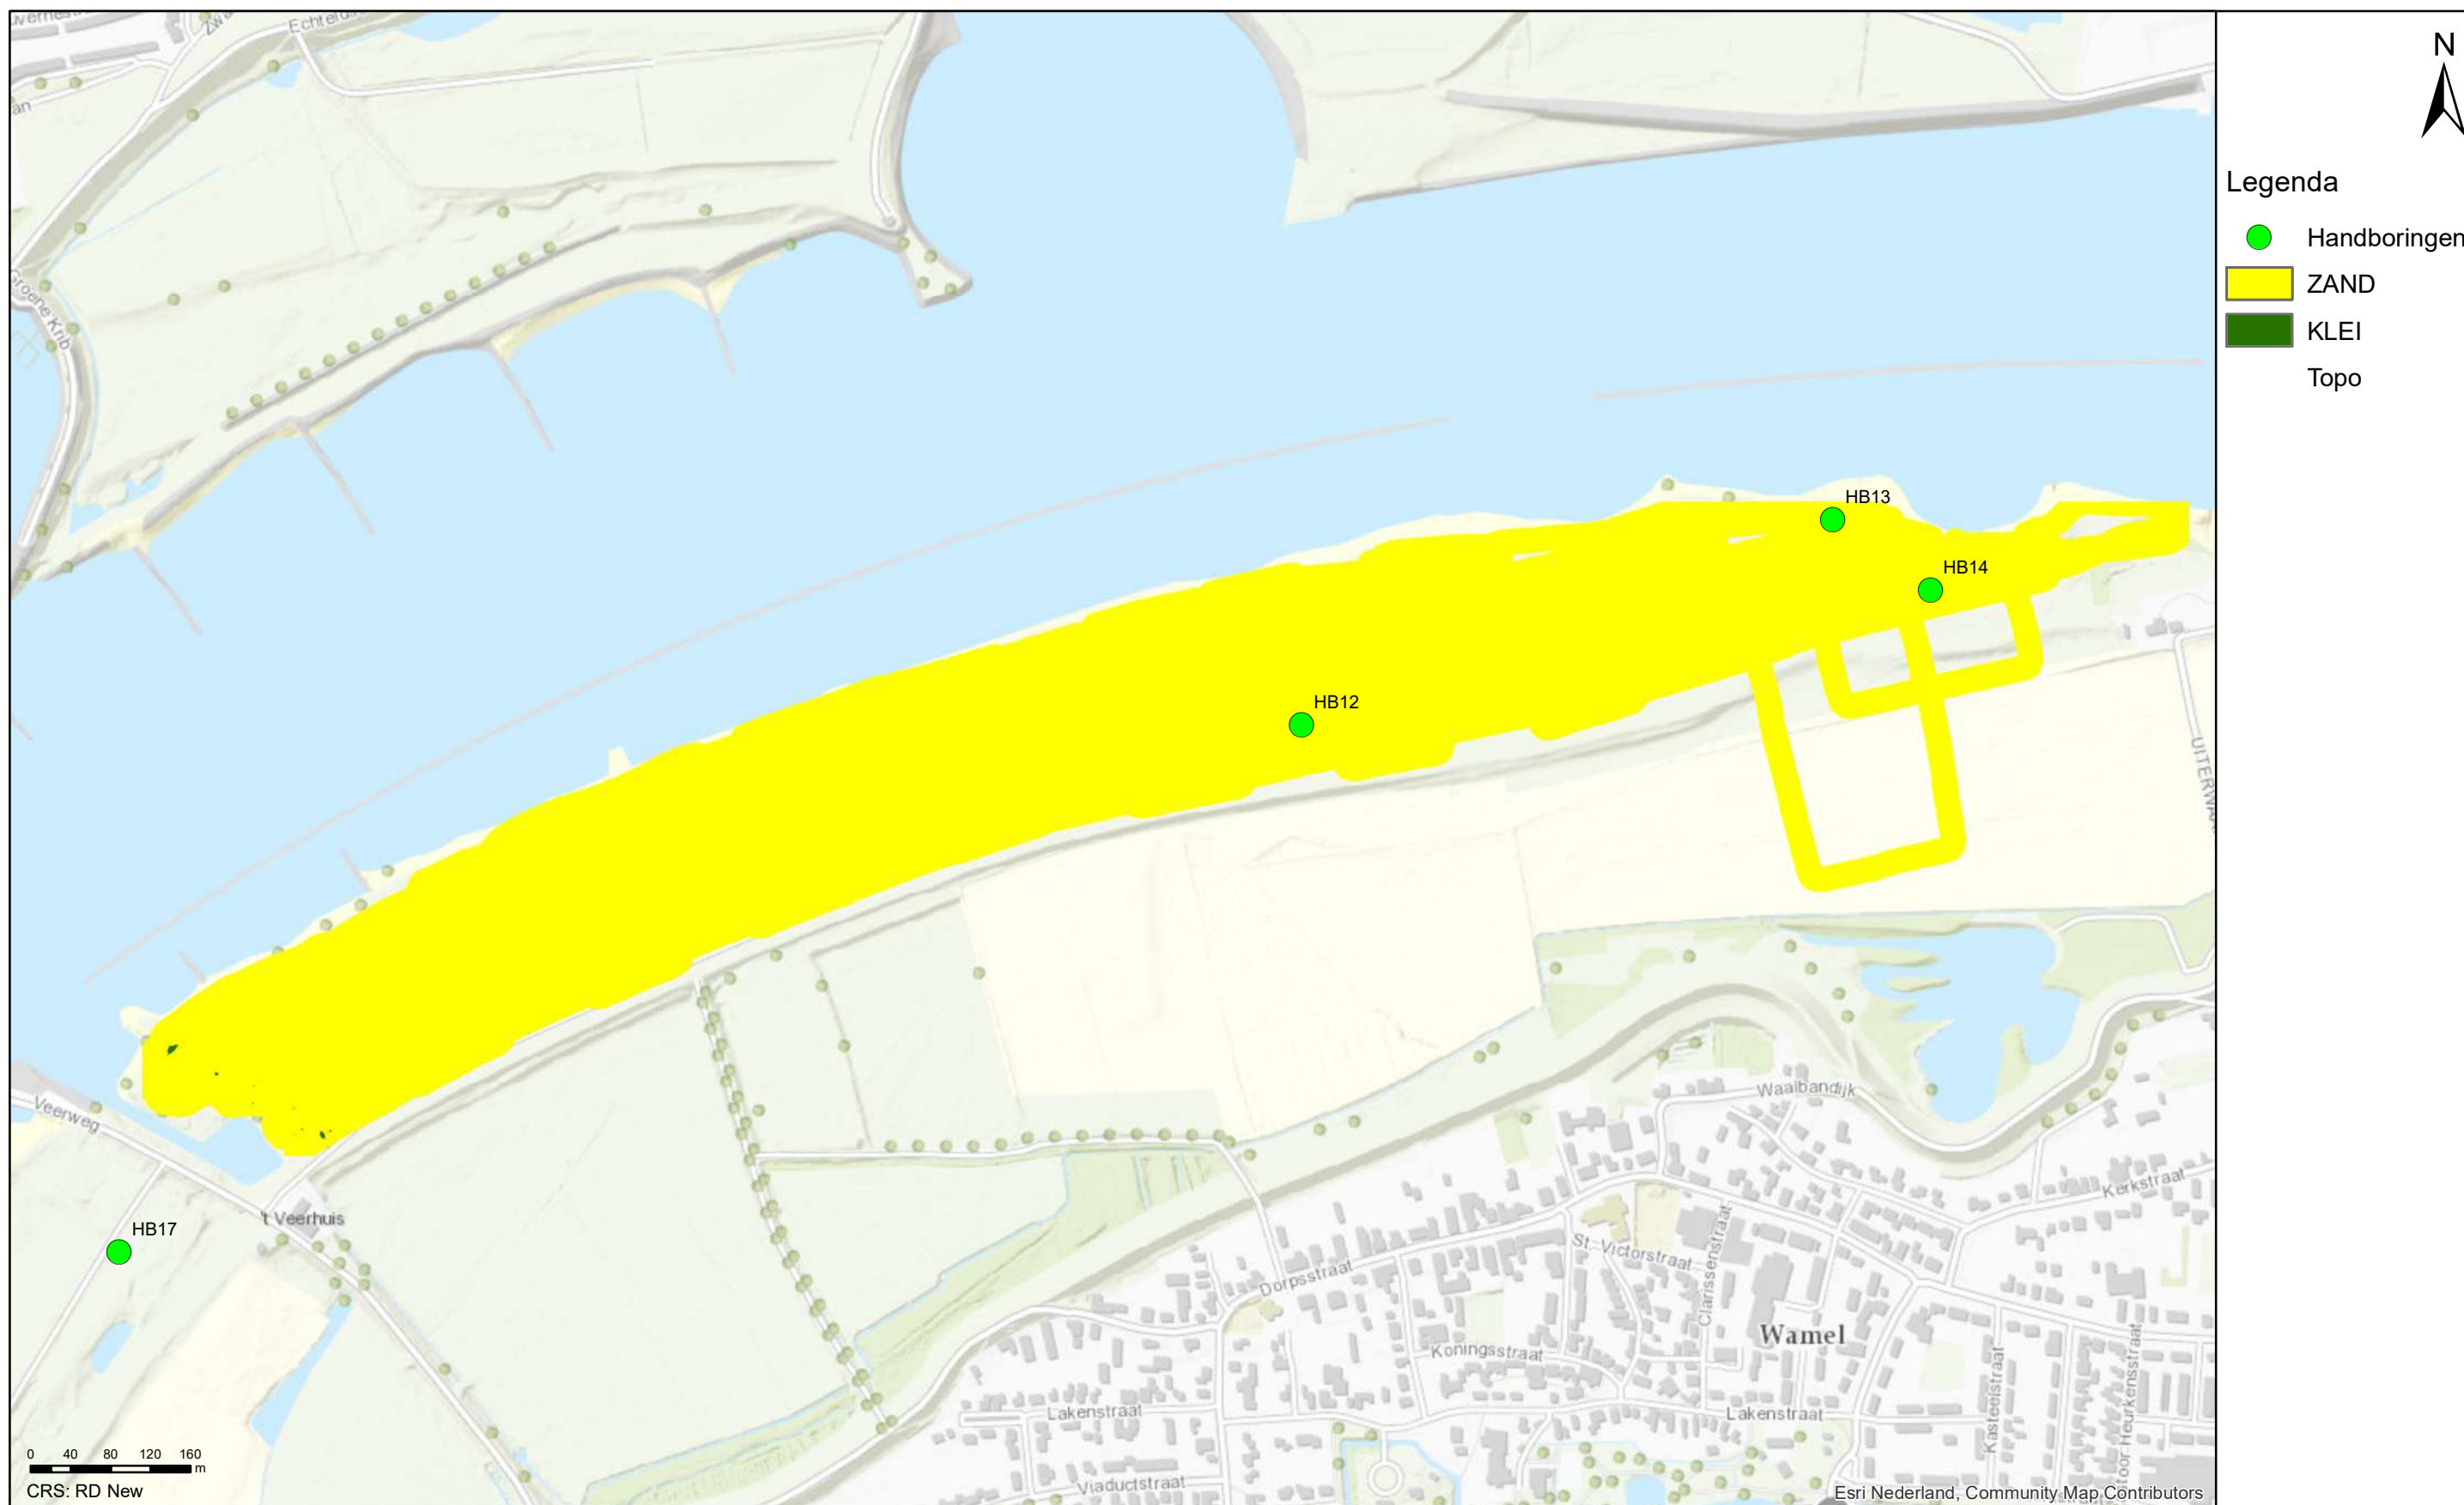 Echtelds
N
Legenda
Handboringen
ZAND
KLEI
Topo
Groene Krib
HB13
HB14
HB12
Veerweg
't Veerhuis
HB17
Waalbandijk
Kerkstraat
St. Victorstraat
Clarissenstraat
Dorpsstraat
Wamel
Koningsstraat
Lakenstraat
Lakenstraat
Kasteelstraat
Viaductstraat
0 40 80 120 160
m
CRS: RD New
Esri Nederland, Community Map Contributors